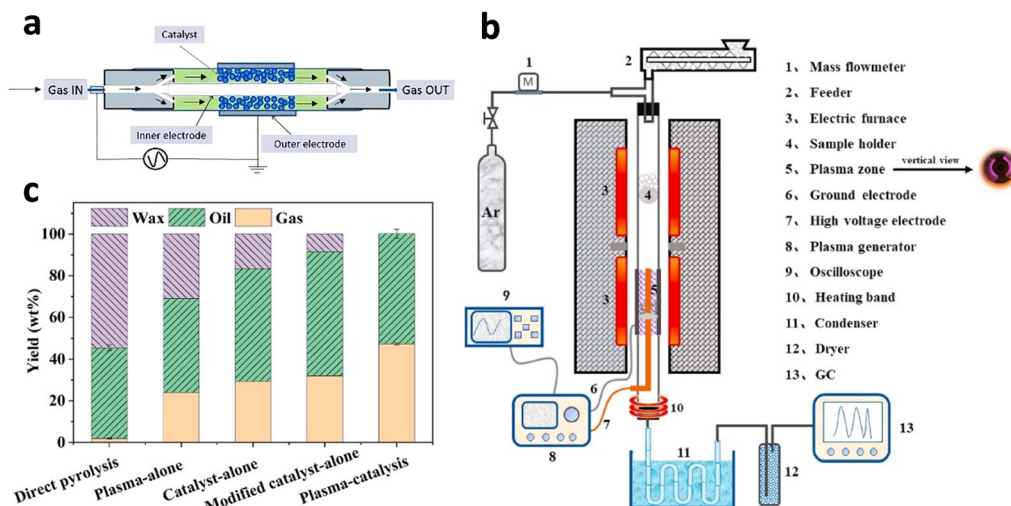 a
Catalyst
Gas IN
Gas OUT
Inner electrode
Outer electrode
b
1
M
2
Ar
3
4
3
5
9
6
7
8
10
11
12
13
1、 Mass flowmeter
2、 Feeder
3、 Electric furnace
4、 Sample holder
5、 Plasma zone
vertical view
6、 Ground electrode
7、 High voltage electrode
8、 Plasma generator
9、 Oscilloscope
10、 Heating band
11、 Condenser
12、 Dryer
13、 GC
c
Wax Oil Gas
Yield (wt%)
100
80
60
40
20
0
Direct pyrolysis
Plasma-alone
Catalyst-alone
Modified catalyst-alone
Plasma-catalysis